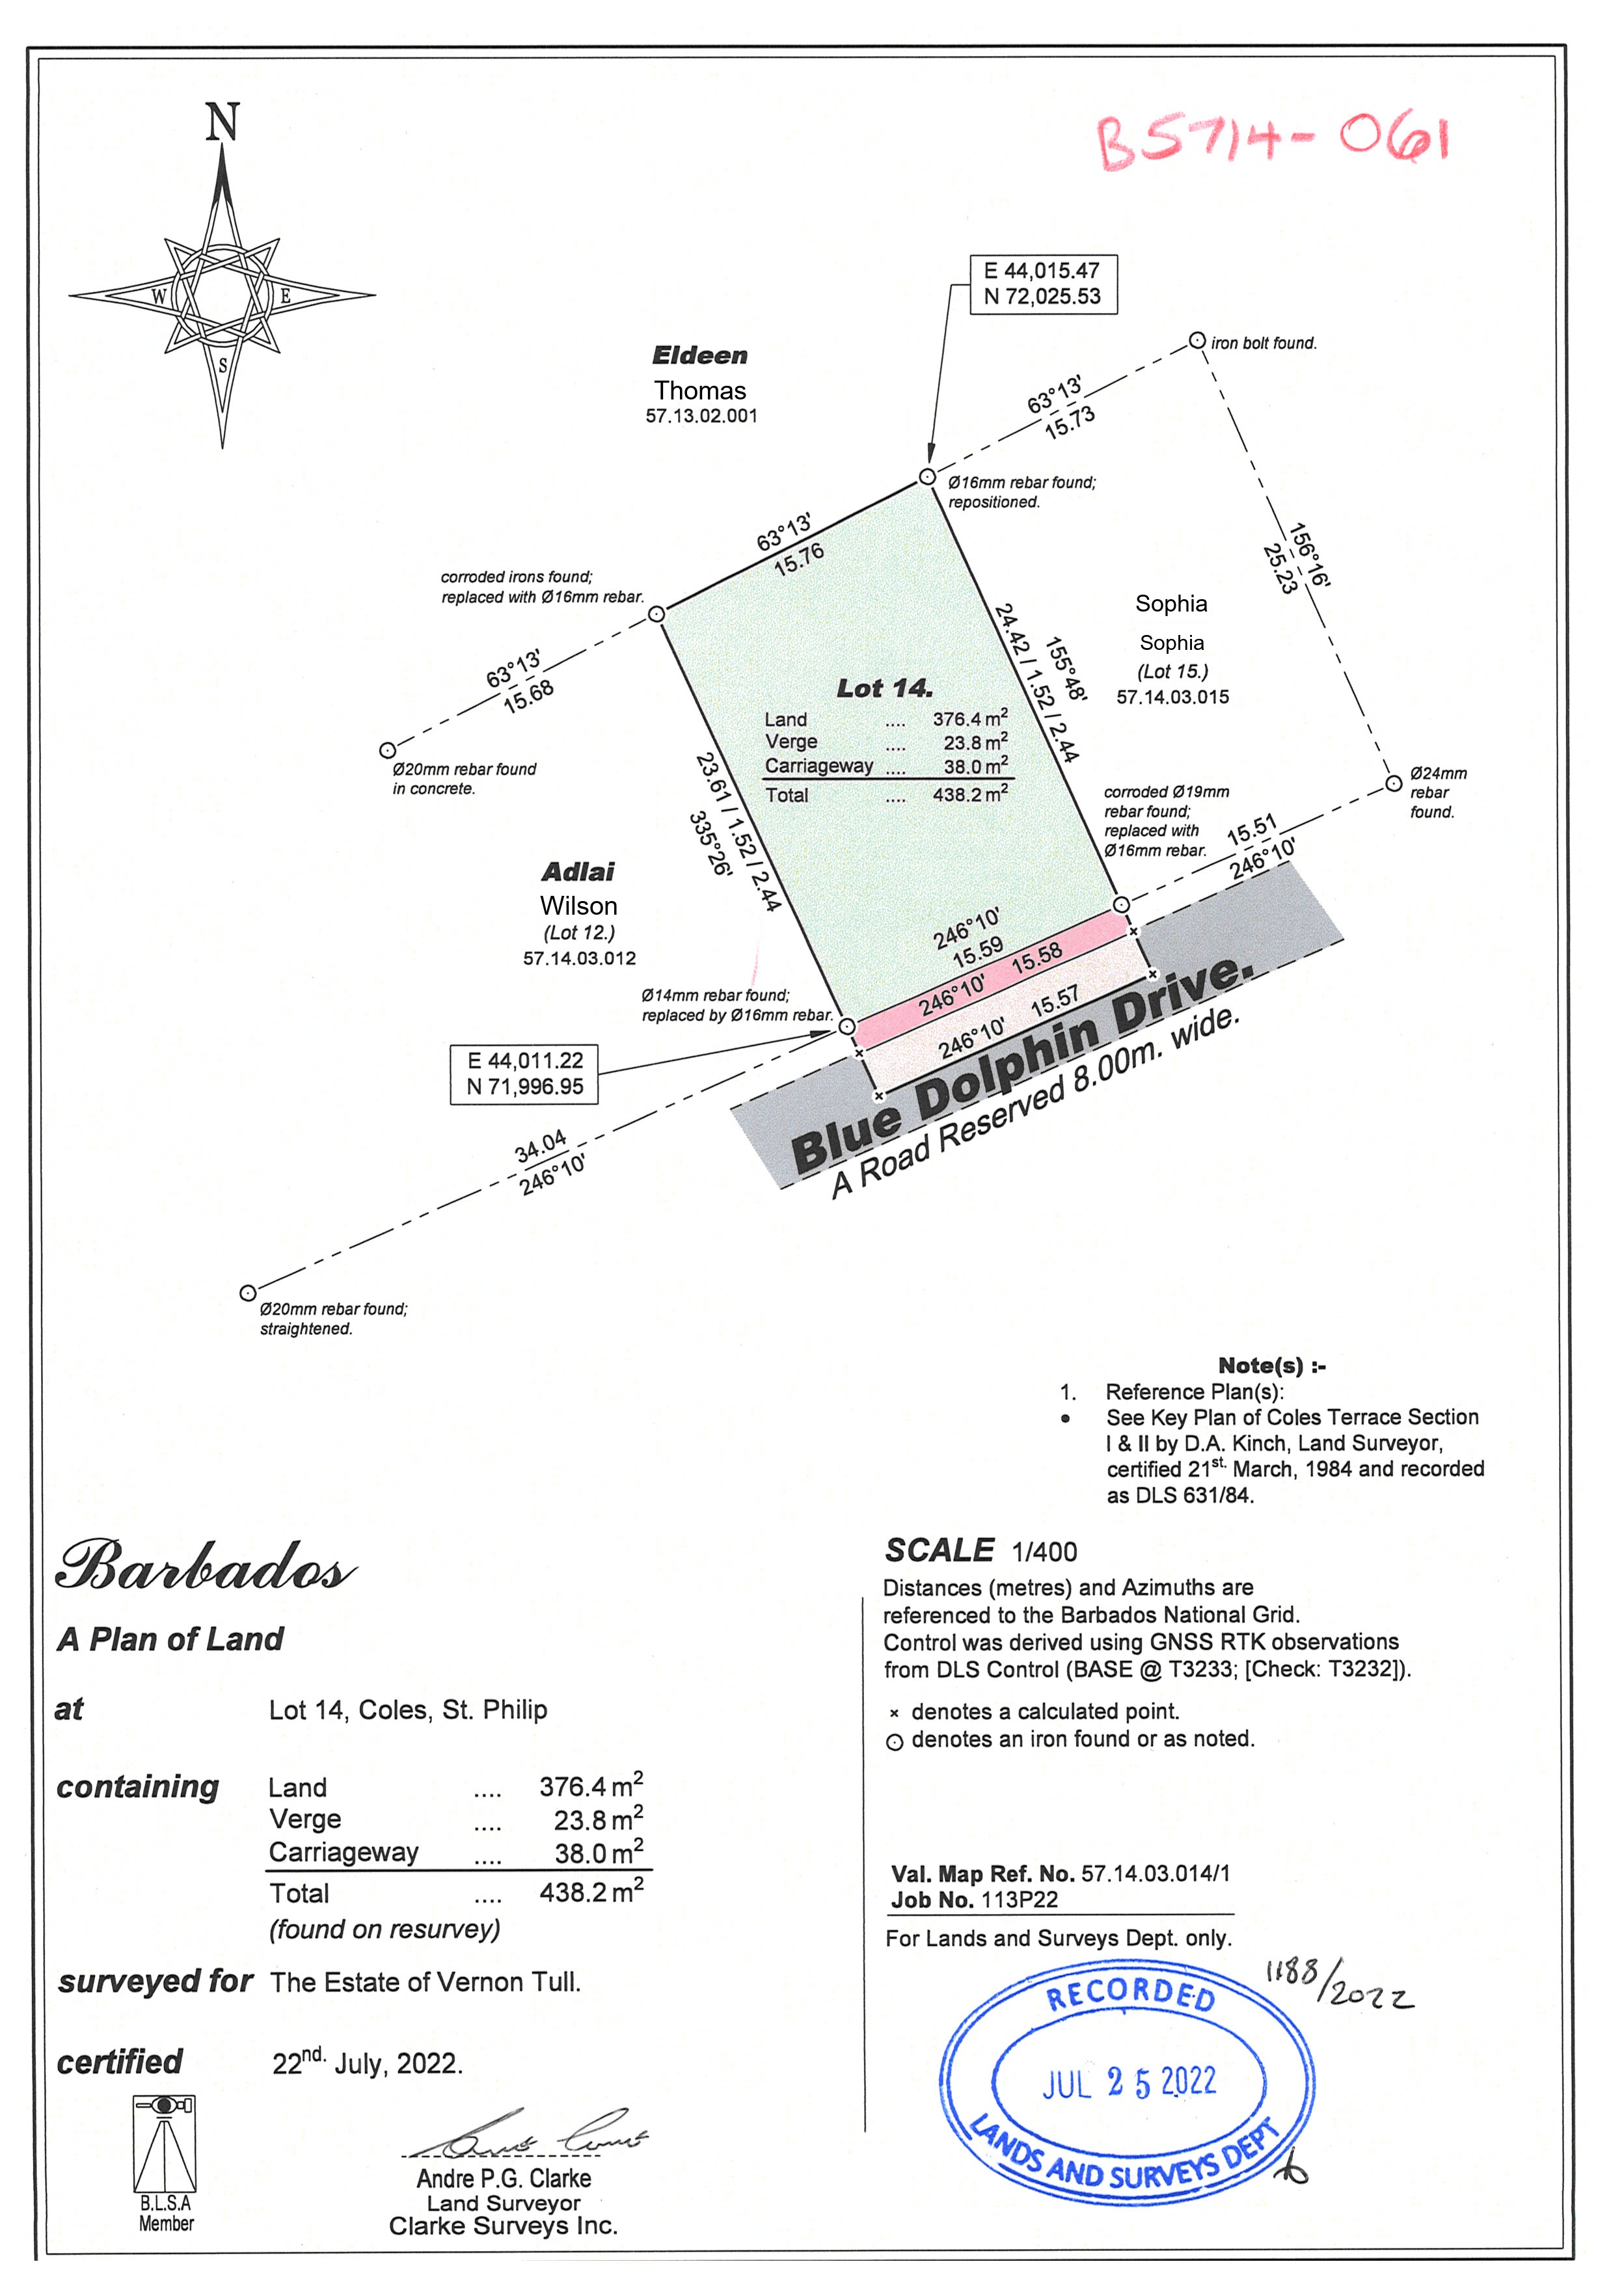 B5714-061
N
W
E
S
E 44,015.47
N 72,025.53
iron bolt found.
Eldeen
Thomas
57.13.02.001
63°13'
15.73
Ø16mm rebar found;
repositioned.
63°13'
15.76
156°16'
25.23
corroded irons found;
replaced with Ø16mm rebar.
Sophia
Sophia
(Lot 15.)
57.14.03.015
155°48'
24.42 / 1.52 / 2.44
63°13'
15.68
Lot 14.
Land .... 376.4 m²
Verge .... 23.8 m²
Carriageway .... 38.0 m²
Total .... 438.2 m²
Ø20mm rebar found
in concrete.
23.61 / 1.52 / 2.44
335°26'
Ø24mm
rebar
found.
corroded Ø19mm
rebar found;
replaced with
Ø16mm rebar.
15.51
246°10'
Adlai
Wilson
(Lot 12.)
57.14.03.012
246°10'
15.59
246°10' 15.58
246°10' 15.57
Ø14mm rebar found;
replaced by Ø16mm rebar.
E 44,011.22
N 71,996.95
Blue Dolphin Drive.
A Road Reserved 8.00m. wide.
34.04
246°10'
Ø20mm rebar found;
straightened.
Note(s) :-
1. Reference Plan(s):
• See Key Plan of Coles Terrace Section
I & II by D.A. Kinch, Land Surveyor,
certified 21st. March, 1984 and recorded
as DLS 631/84.
Barbados
A Plan of Land
at Lot 14, Coles, St. Philip
containing Land .... 376.4 m²
Verge .... 23.8 m²
Carriageway .... 38.0 m²
Total .... 438.2 m²
(found on resurvey)
surveyed for The Estate of Vernon Tull.
certified 22nd. July, 2022.
B.L.S.A
Member
Andre P.G. Clarke
Land Surveyor
Clarke Surveys Inc.
SCALE 1/400
Distances (metres) and Azimuths are
referenced to the Barbados National Grid.
Control was derived using GNSS RTK observations
from DLS Control (BASE @ T3233; [Check: T3232]).
× denotes a calculated point.
⊙ denotes an iron found or as noted.
Val. Map Ref. No. 57.14.03.014/1
Job No. 113P22
For Lands and Surveys Dept. only.
1188/2022
RECORDED
JUL 25 2022
LANDS AND SURVEYS DEPT